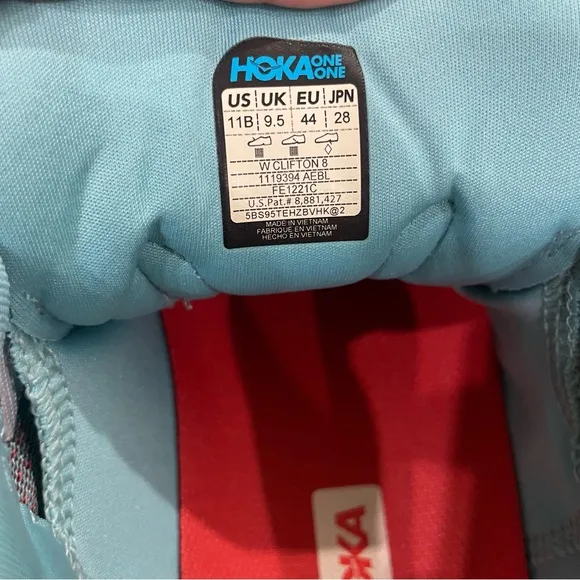 HOKA ONE ONE
US UK EU JPN
11B 9.5 44 28
W CLIFTON 8
1119394 AEBL
FE1221C
U.S.Pat.# 8,881,427
5BS95TEHZBVHK@2
MADE IN VIETNAM
FABRIQUE EN VIETNAM
HECHO EN VIETNAM
HOKA